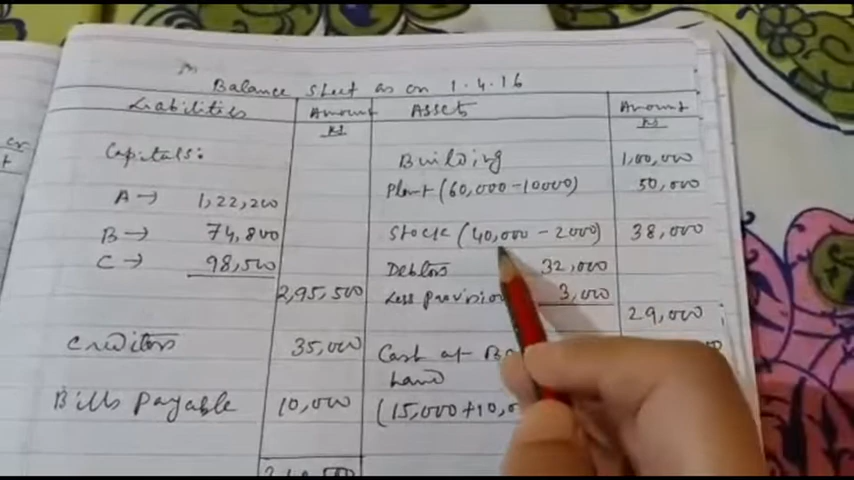 Balance sheet as on 1.4.16
Liabilities Amount Assets Amount
Rs Rs
Capitals: Building 1,00,000
A → 1,22,200 Plant (60,000-10000) 50,000
B → 74,800 Stock (40,000 - 2000) 38,000
C → 98,500 Debtors 32,000
2,95,500 Less provision 3,000
29,000
Creditors 35,000 Cash at
Hand
Bills payable 10,000 (15,000+10,0